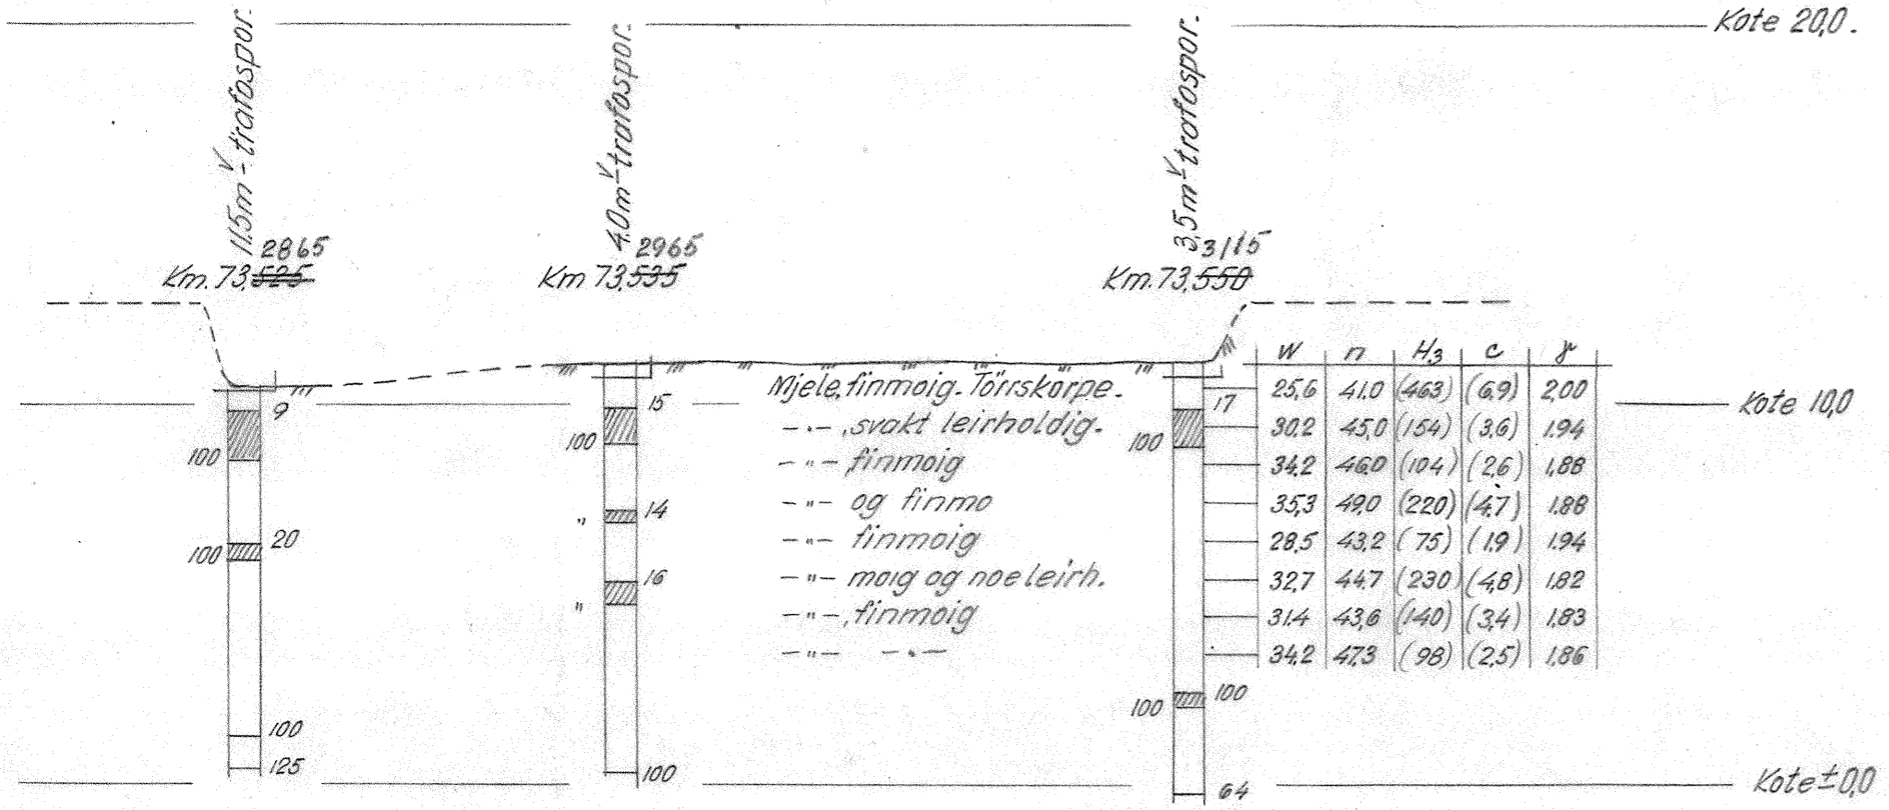 Kote 20,0.
11,5m v- trafospor.
4,0m v- trafospor.
3,5m v- trafospor.
2865
Km. 73,525
2965
Km 73,535
3115
Km. 73,550
W n H3 c γ
Mjele, finmoig. Törrskorpe. 25,6 41,0 (463) (6,9) 2,00
9 15 17
Kote 10,0
-"-, svakt leirholdig. 30,2 45,0 (154) (3,6) 1.94
100 100 100
-"- finmoig 34,2 46,0 (104) (2,6) 1,88
-"- og finmo 35,3 49,0 (220) (4,7) 1.88
" 14
-"- finmoig 28,5 43,2 (75) (1,9) 1.94
100 20
-"- moig og noe leirh. 32,7 44,7 (230) (4,8) 1,82
" 16
-"-, finmoig 31.4 43,6 (140) (3,4) 1,83
-"- -"- 34,2 47,3 (98) (2,5) 1,86
100 100
100
125
100
64
Kote ± 0,0